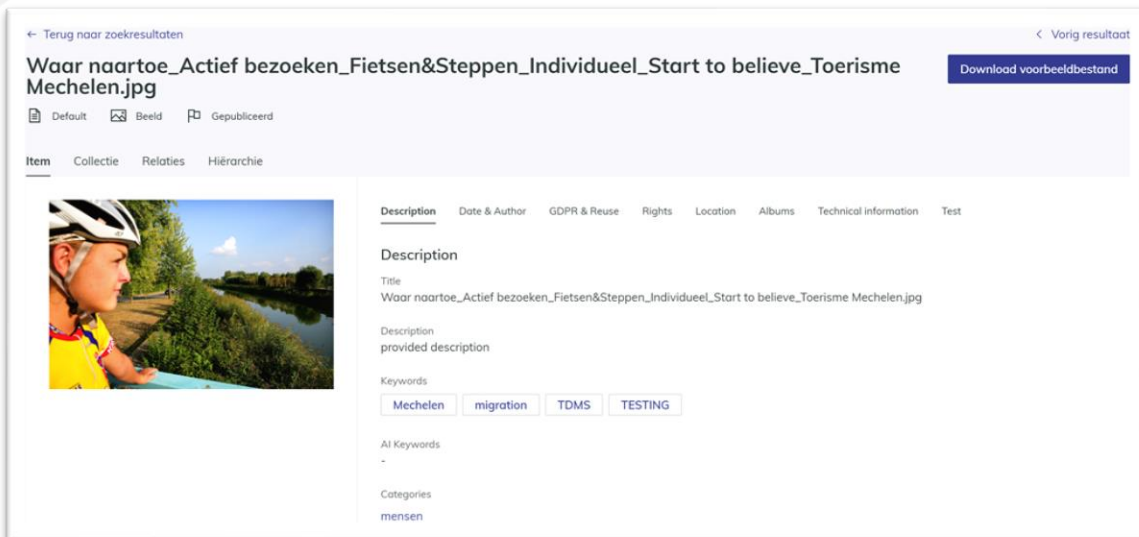 ← Terug naar zoekresultaten
< Vorig resultaat
Waar naartoe_Actief bezoeken_Fietsen&Steppen_Individueel_Start to believe_Toerisme
Mechelen.jpg
Download voorbeeldbestand
Default Beeld Gepubliceerd
Item Collectie Relaties Hiërarchie
Description Date & Author GDPR & Reuse Rights Location Albums Technical information Test
Description
Title
Waar naartoe_Actief bezoeken_Fietsen&Steppen_Individueel_Start to believe_Toerisme Mechelen.jpg
Description
provided description
Keywords
Mechelen migration TDMS TESTING
AI Keywords
-
Categories
mensen